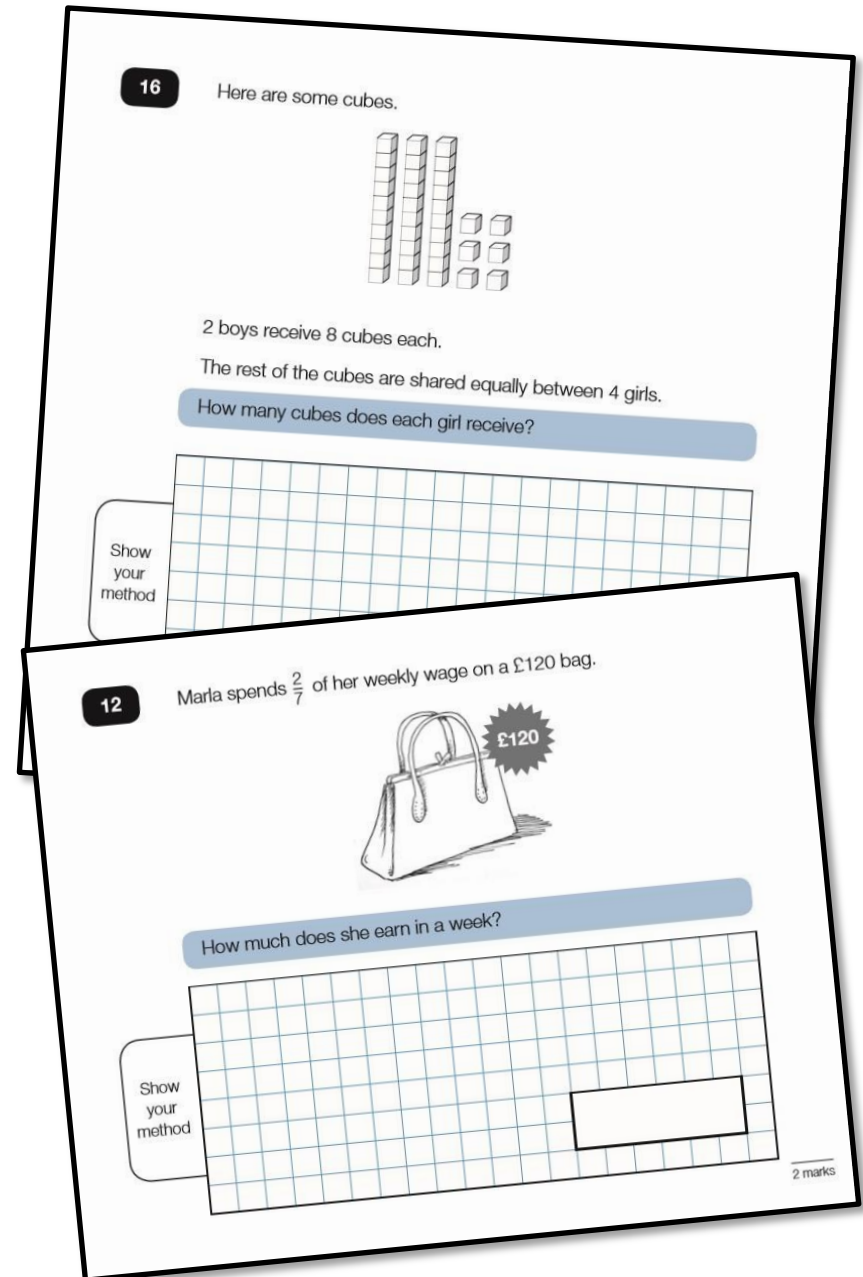 16
Here are some cubes.
2 boys receive 8 cubes each.
The rest of the cubes are shared equally between 4 girls.
How many cubes does each girl receive?
Show
your
method
12
Marla spends 2/7 of her weekly wage on a £120 bag.
£120
How much does she earn in a week?
Show
your
method
2 marks